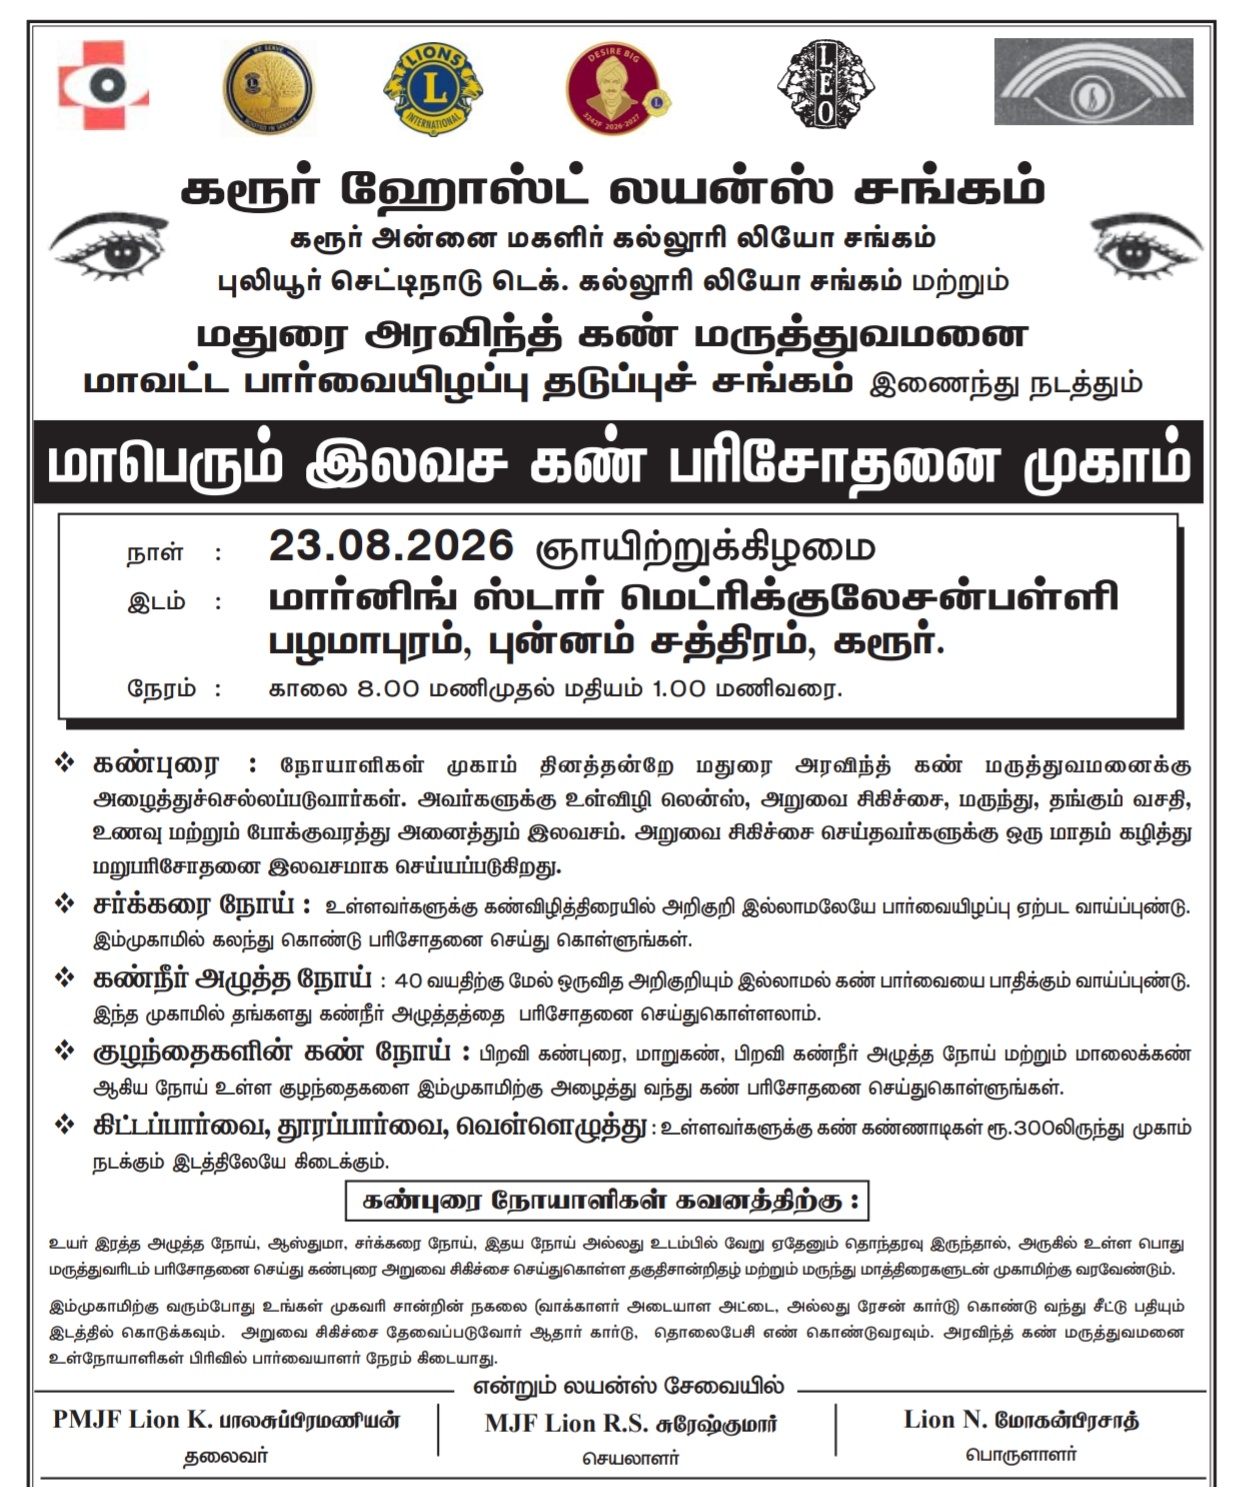 WE SERVE
LIONS
L
INTERNATIONAL
DESIRE BIG
3242F 2026-2027
LEO
கரூர் ஹோஸ்ட் லயன்ஸ் சங்கம்
கரூர் அன்னை மகளிர் கல்லூரி லியோ சங்கம்
புலியூர் செட்டிநாடு டெக். கல்லூரி லியோ சங்கம் மற்றும்
மதுரை அரவிந்த் கண் மருத்துவமனை
மாவட்ட பார்வையிழப்பு தடுப்புச் சங்கம் இணைந்து நடத்தும்
மாபெரும் இலவச கண் பரிசோதனை முகாம்
நாள் : 23.08.2026 ஞாயிற்றுக்கிழமை
இடம் : மார்னிங் ஸ்டார் மெட்ரிக்குலேசன்பள்ளி
பழமாபுரம், புன்னம் சத்திரம், கரூர்.
நேரம் : காலை 8.00 மணிமுதல் மதியம் 1.00 மணிவரை.
❖ கண்புரை : நோயாளிகள் முகாம் தினத்தன்றே மதுரை அரவிந்த் கண் மருத்துவமனைக்கு
அழைத்துச்செல்லப்படுவார்கள். அவர்களுக்கு உள்விழி லென்ஸ், அறுவை சிகிச்சை, மருந்து, தங்கும் வசதி,
உணவு மற்றும் போக்குவரத்து அனைத்தும் இலவசம். அறுவை சிகிச்சை செய்தவர்களுக்கு ஒரு மாதம் கழித்து
மறுபரிசோதனை இலவசமாக செய்யப்படுகிறது.
❖ சர்க்கரை நோய் : உள்ளவர்களுக்கு கண்விழித்திரையில் அறிகுறி இல்லாமலேயே பார்வையிழப்பு ஏற்பட வாய்ப்புண்டு.
இம்முகாமில் கலந்து கொண்டு பரிசோதனை செய்து கொள்ளுங்கள்.
❖ கண்நீர் அழுத்த நோய் : 40 வயதிற்கு மேல் ஒருவித அறிகுறியும் இல்லாமல் கண் பார்வையை பாதிக்கும் வாய்ப்புண்டு.
இந்த முகாமில் தங்களது கண்நீர் அழுத்தத்தை பரிசோதனை செய்துகொள்ளலாம்.
❖ குழந்தைகளின் கண் நோய் : பிறவி கண்புரை, மாறுகண், பிறவி கண்நீர் அழுத்த நோய் மற்றும் மாலைக்கண்
ஆகிய நோய் உள்ள குழந்தைகளை இம்முகாமிற்கு அழைத்து வந்து கண் பரிசோதனை செய்துகொள்ளுங்கள்.
❖ கிட்டப்பார்வை, தூரப்பார்வை, வெள்ளெழுத்து : உள்ளவர்களுக்கு கண் கண்ணாடிகள் ரூ.300லிருந்து முகாம்
நடக்கும் இடத்திலேயே கிடைக்கும்.
கண்புரை நோயாளிகள் கவனத்திற்கு :
உயர் இரத்த அழுத்த நோய், ஆஸ்துமா, சர்க்கரை நோய், இதய நோய் அல்லது உடம்பில் வேறு ஏதேனும் தொந்தரவு இருந்தால், அருகில் உள்ள பொது
மருத்துவரிடம் பரிசோதனை செய்து கண்புரை அறுவை சிகிச்சை செய்துகொள்ள தகுதிசான்றிதழ் மற்றும் மருந்து மாத்திரைகளுடன் முகாமிற்கு வரவேண்டும்.
இம்முகாமிற்கு வரும்போது உங்கள் முகவரி சான்றின் நகலை (வாக்காளர் அடையாள அட்டை, அல்லது ரேசன் கார்டு) கொண்டு வந்து சீட்டு பதியும்
இடத்தில் கொடுக்கவும். அறுவை சிகிச்சை தேவைப்படுவோர் ஆதார் கார்டு, தொலைபேசி எண் கொண்டுவரவும். அரவிந்த் கண் மருத்துவமனை
உள்நோயாளிகள் பிரிவில் பார்வையாளர் நேரம் கிடையாது.
என்றும் லயன்ஸ் சேவையில்
PMJF Lion K. பாலசுப்பிரமணியன்
தலைவர்
MJF Lion R.S. சுரேஷ்குமார்
செயலாளர்
Lion N. மோகன்பிரசாத்
பொருளாளர்